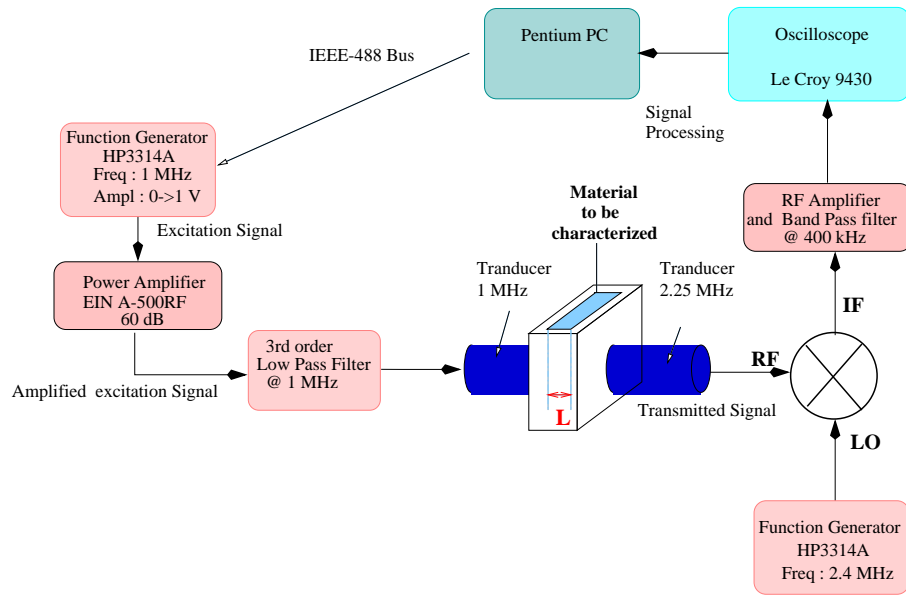 Pentium PC
Oscilloscope
Le Croy 9430
IEEE-488 Bus
Signal
Processing
Function Generator
HP3314A
Freq : 1 MHz
Ampl : 0->1 V
Excitation Signal
Power Amplifier
EIN A-500RF
60 dB
Amplified excitation Signal
3rd order
Low Pass Filter
@ 1 MHz
Tranducer
1 MHz
Material
to be
characterized
Tranducer
2.25 MHz
L
Transmitted Signal
RF
IF
LO
RF Amplifier
and Band Pass filter
@ 400 kHz
Function Generator
HP3314A
Freq : 2.4 MHz